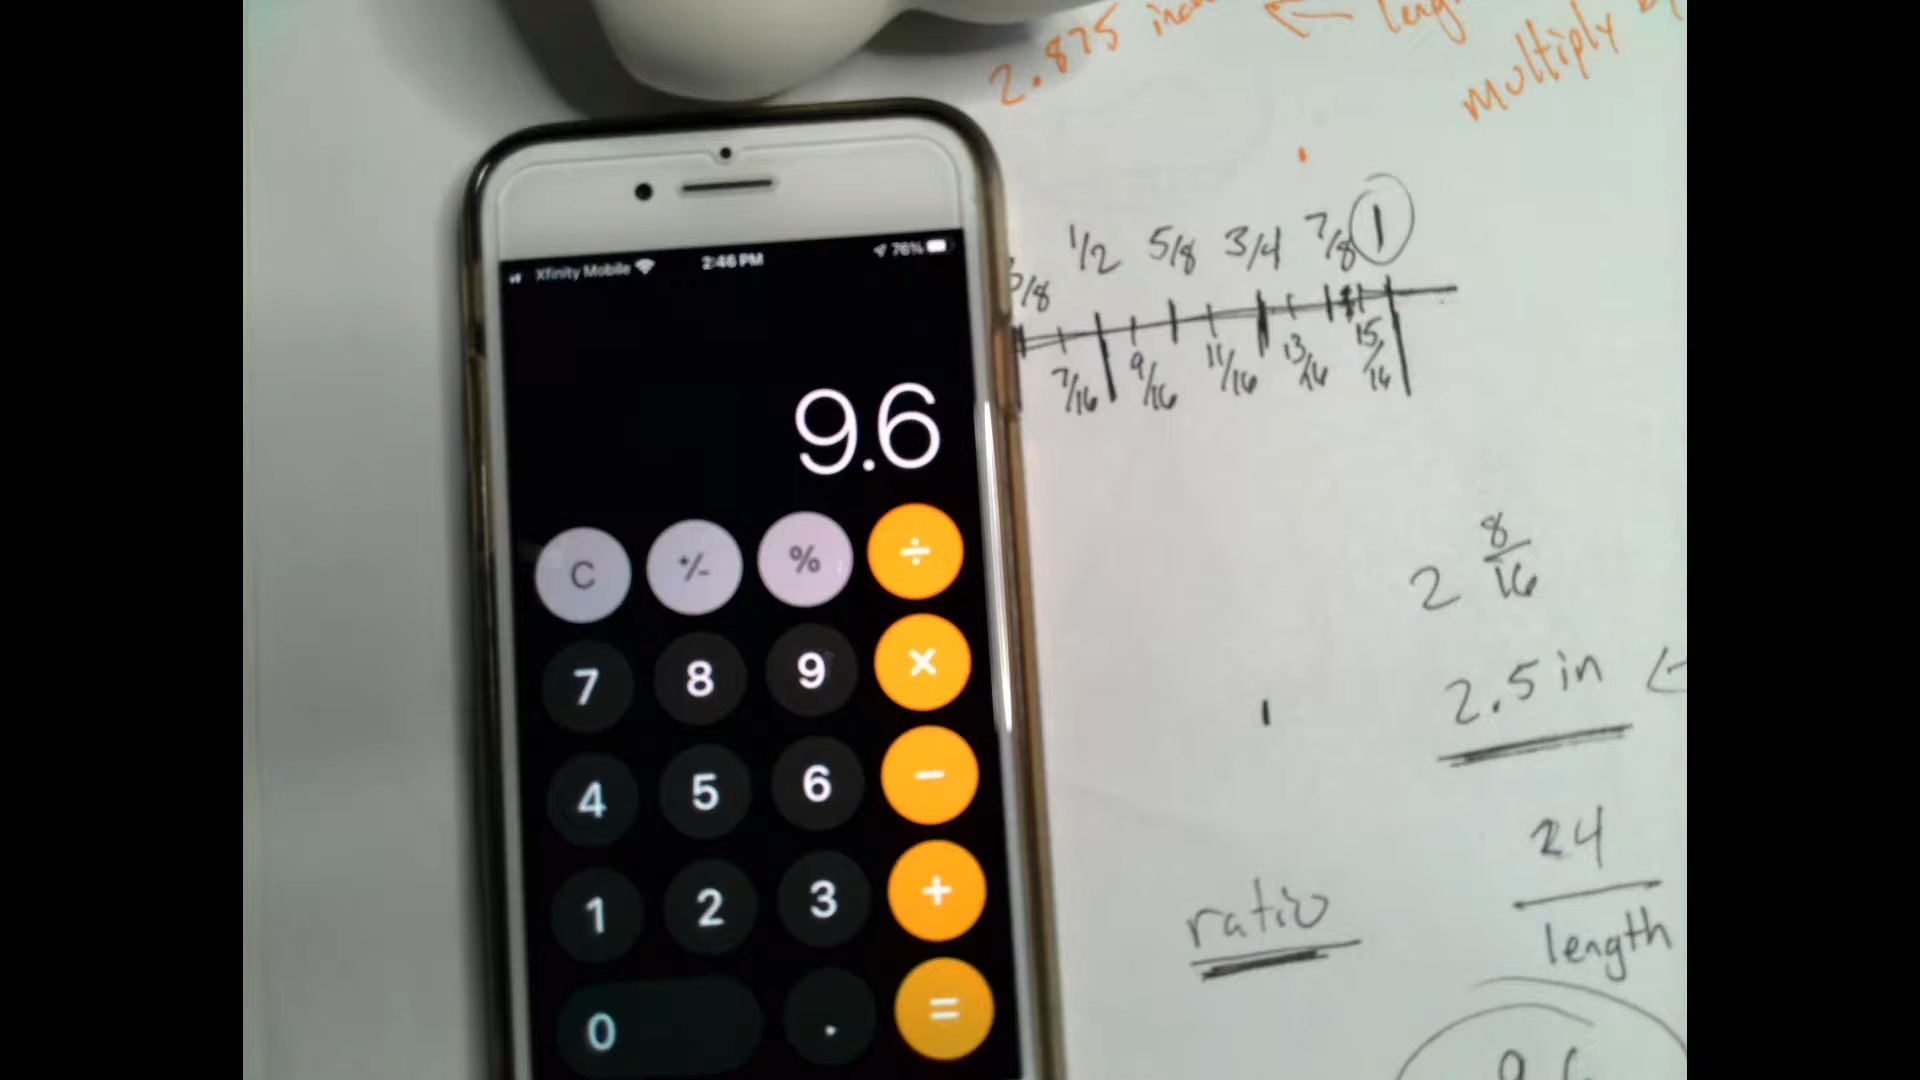 2.875
multiply
Xfinity Mobile 2:46 PM 76%
1/2 5/8 3/4 7/8 1
7/16 9/16 11/16 13/16 15/16
9.6
C +/- % ÷
7 8 9 ×
4 5 6 −
1 2 3 +
0 . =
2 8/16
2.5 in ←
ratio
24
length